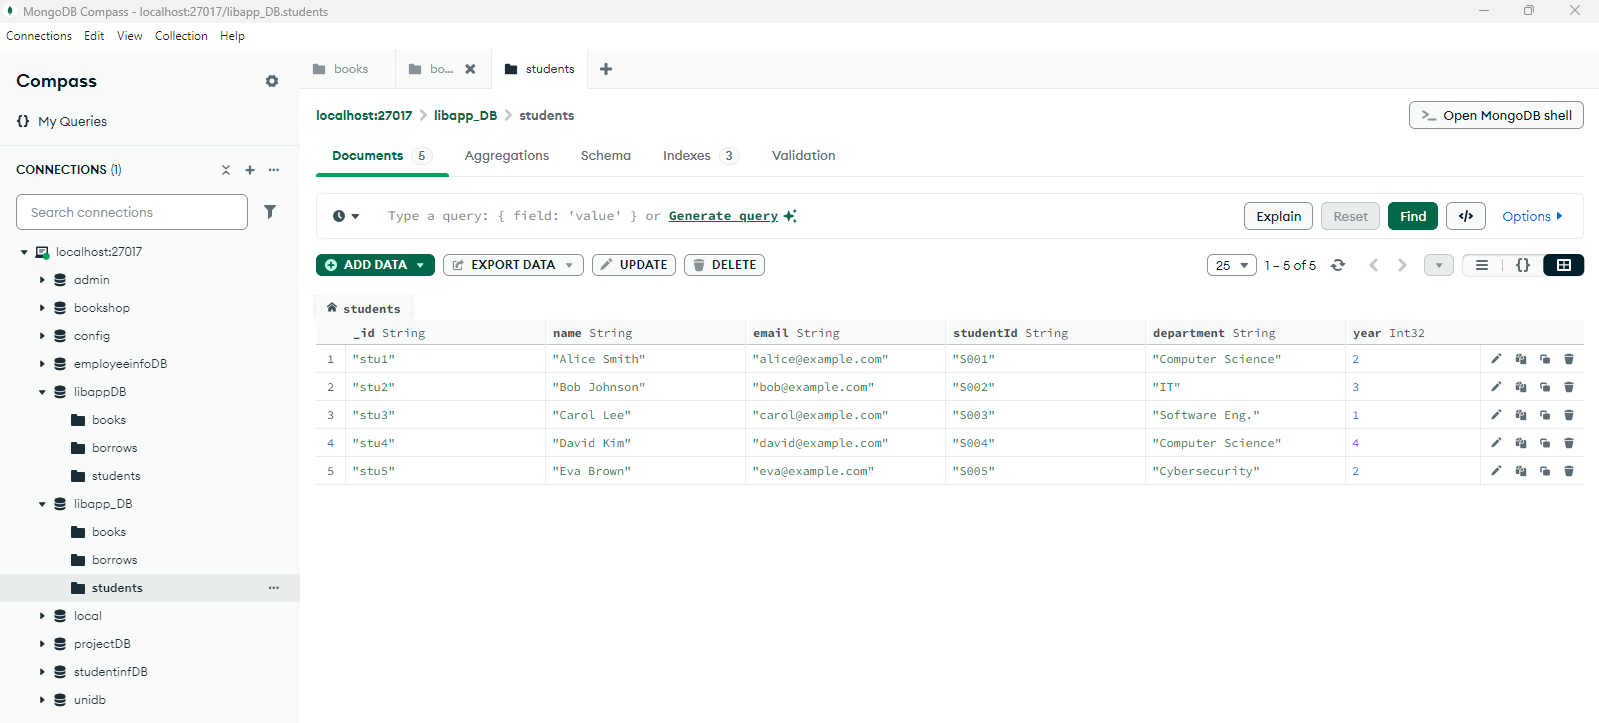 MongoDB Compass - localhost:27017/libapp_DB.students
Connections Edit View Collection Help
Compass
{} My Queries
CONNECTIONS (1)
Search connections
localhost:27017
admin
bookshop
config
employeeinfoDB
libappDB
books
borrows
students
libapp_DB
books
borrows
students
local
projectDB
studentinfDB
unidb
books bo... students
localhost:27017 > libapp_DB > students
>_ Open MongoDB shell
Documents 5 Aggregations Schema Indexes 3 Validation
Type a query: { field: 'value' } or Generate query
Explain Reset Find </> Options
ADD DATA EXPORT DATA UPDATE DELETE
25 1 – 5 of 5 {}
students
_id String name String email String studentId String department String year Int32
1 "stu1" "Alice Smith" "alice@example.com" "S001" "Computer Science" 2
2 "stu2" "Bob Johnson" "bob@example.com" "S002" "IT" 3
3 "stu3" "Carol Lee" "carol@example.com" "S003" "Software Eng." 1
4 "stu4" "David Kim" "david@example.com" "S004" "Computer Science" 4
5 "stu5" "Eva Brown" "eva@example.com" "S005" "Cybersecurity" 2